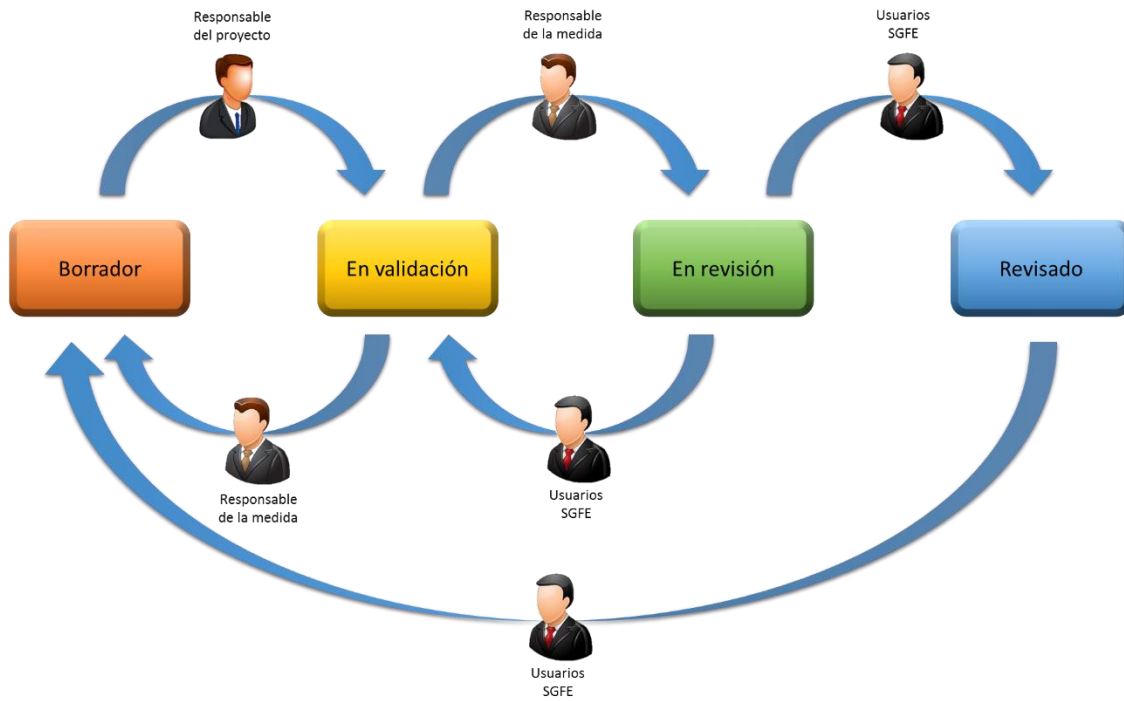 Responsable
del proyecto
Responsable
de la medida
Usuarios
SGFE
Borrador
En validación
En revisión
Revisado
Responsable
de la medida
Usuarios
SGFE
Usuarios
SGFE